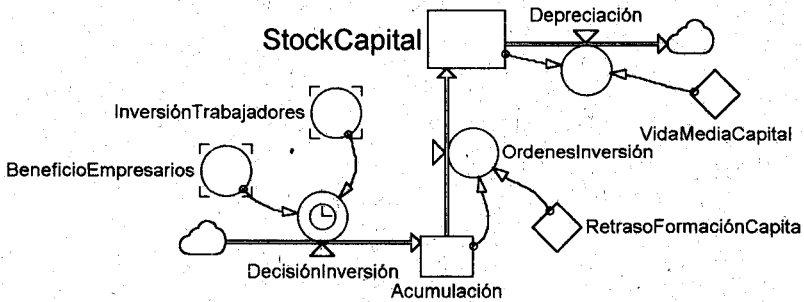 Depreciación
StockCapital
InversiónTrabajadores
VidaMediaCapital
OrdenesInversión
BeneficioEmpresarios
RetrasoFormaciónCapita
DecisiónInversión
Acumulación